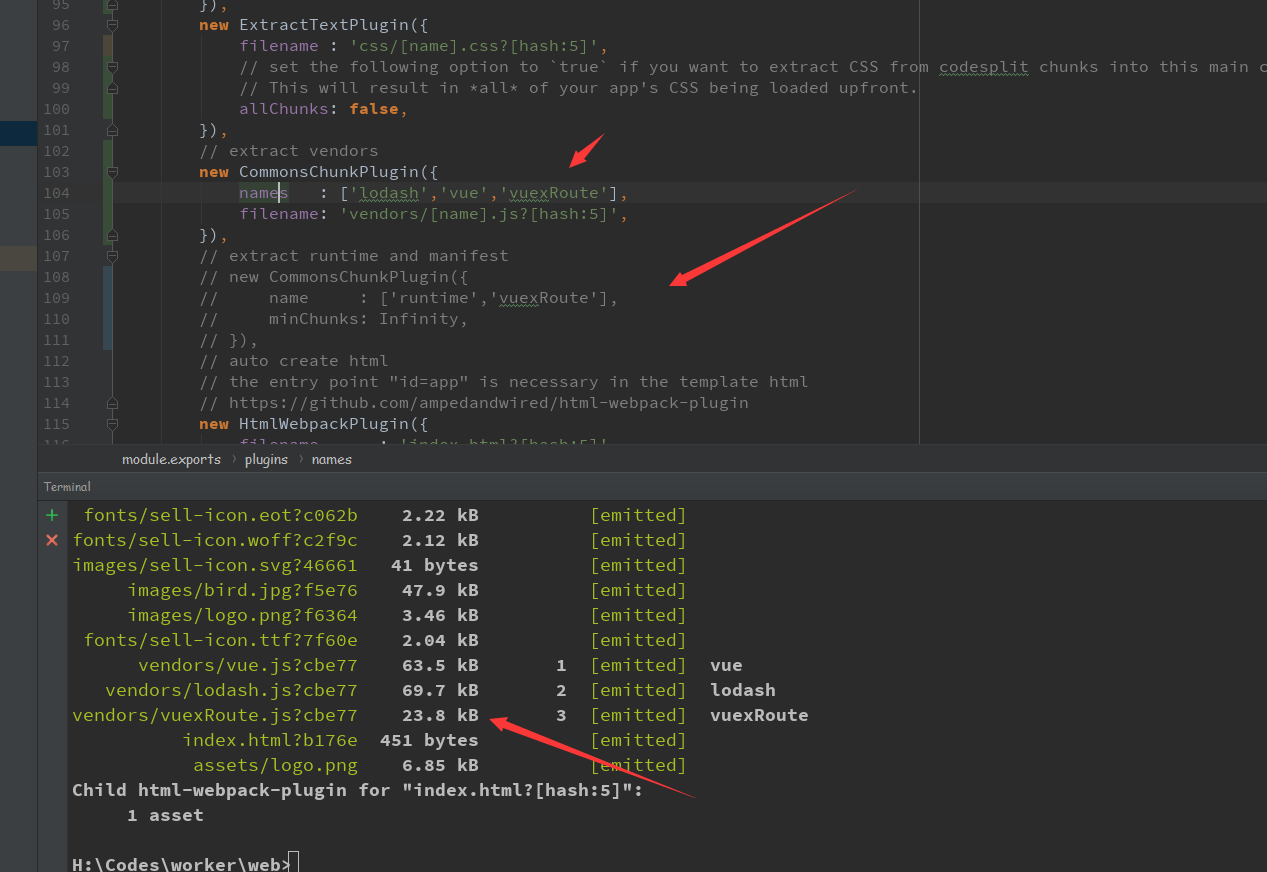 95 }),
96 new ExtractTextPlugin({
97 filename : 'css/[name].css?[hash:5]',
98 // set the following option to `true` if you want to extract CSS from codesplit chunks into this main c
99 // This will result in *all* of your app's CSS being loaded upfront.
100 allChunks: false,
101 }),
102 // extract vendors
103 new CommonsChunkPlugin({
104 names : ['lodash','vue','vuexRoute'],
105 filename: 'vendors/[name].js?[hash:5]',
106 }),
107 // extract runtime and manifest
108 // new CommonsChunkPlugin({
109 // name : ['runtime','vuexRoute'],
110 // minChunks: Infinity,
111 // }),
112 // auto create html
113 // the entry point "id=app" is necessary in the template html
114 // https://github.com/ampedandwired/html-webpack-plugin
115 new HtmlWebpackPlugin({
116 filename : 'index.html?[hash:5]'
module.exports › plugins › names
Terminal
+ fonts/sell-icon.eot?c062b 2.22 kB [emitted]
× fonts/sell-icon.woff?c2f9c 2.12 kB [emitted]
images/sell-icon.svg?46661 41 bytes [emitted]
images/bird.jpg?f5e76 47.9 kB [emitted]
images/logo.png?f6364 3.46 kB [emitted]
fonts/sell-icon.ttf?7f60e 2.04 kB [emitted]
vendors/vue.js?cbe77 63.5 kB 1 [emitted] vue
vendors/lodash.js?cbe77 69.7 kB 2 [emitted] lodash
vendors/vuexRoute.js?cbe77 23.8 kB 3 [emitted] vuexRoute
index.html?b176e 451 bytes [emitted]
assets/logo.png 6.85 kB [emitted]
Child html-webpack-plugin for "index.html?[hash:5]":
1 asset
H:\Codes\worker\web>